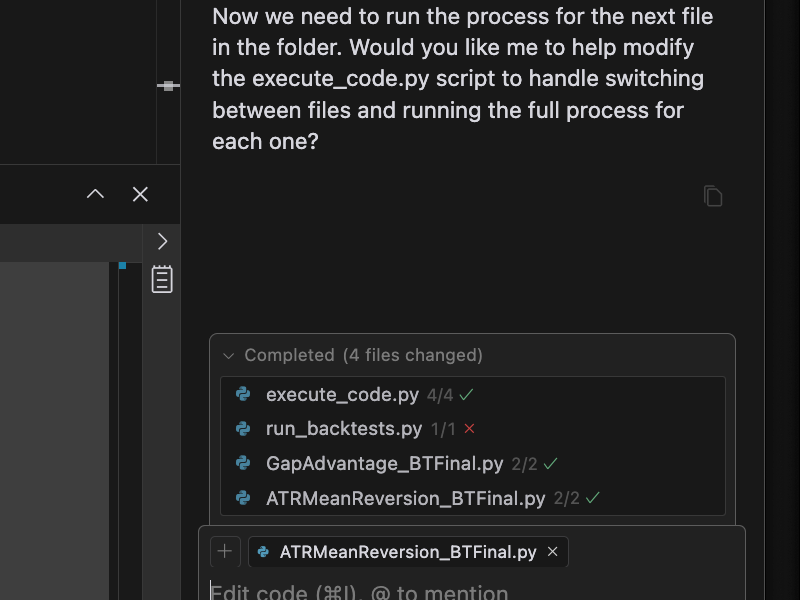 Now we need to run the process for the next file
in the folder. Would you like me to help modify
the execute_code.py script to handle switching
between files and running the full process for
each one?
Completed (4 files changed)
execute_code.py 4/4
run_backtests.py 1/1
GapAdvantage_BTFinal.py 2/2
ATRMeanReversion_BTFinal.py 2/2
ATRMeanReversion_BTFinal.py
Edit code (⌘I), @ to mention